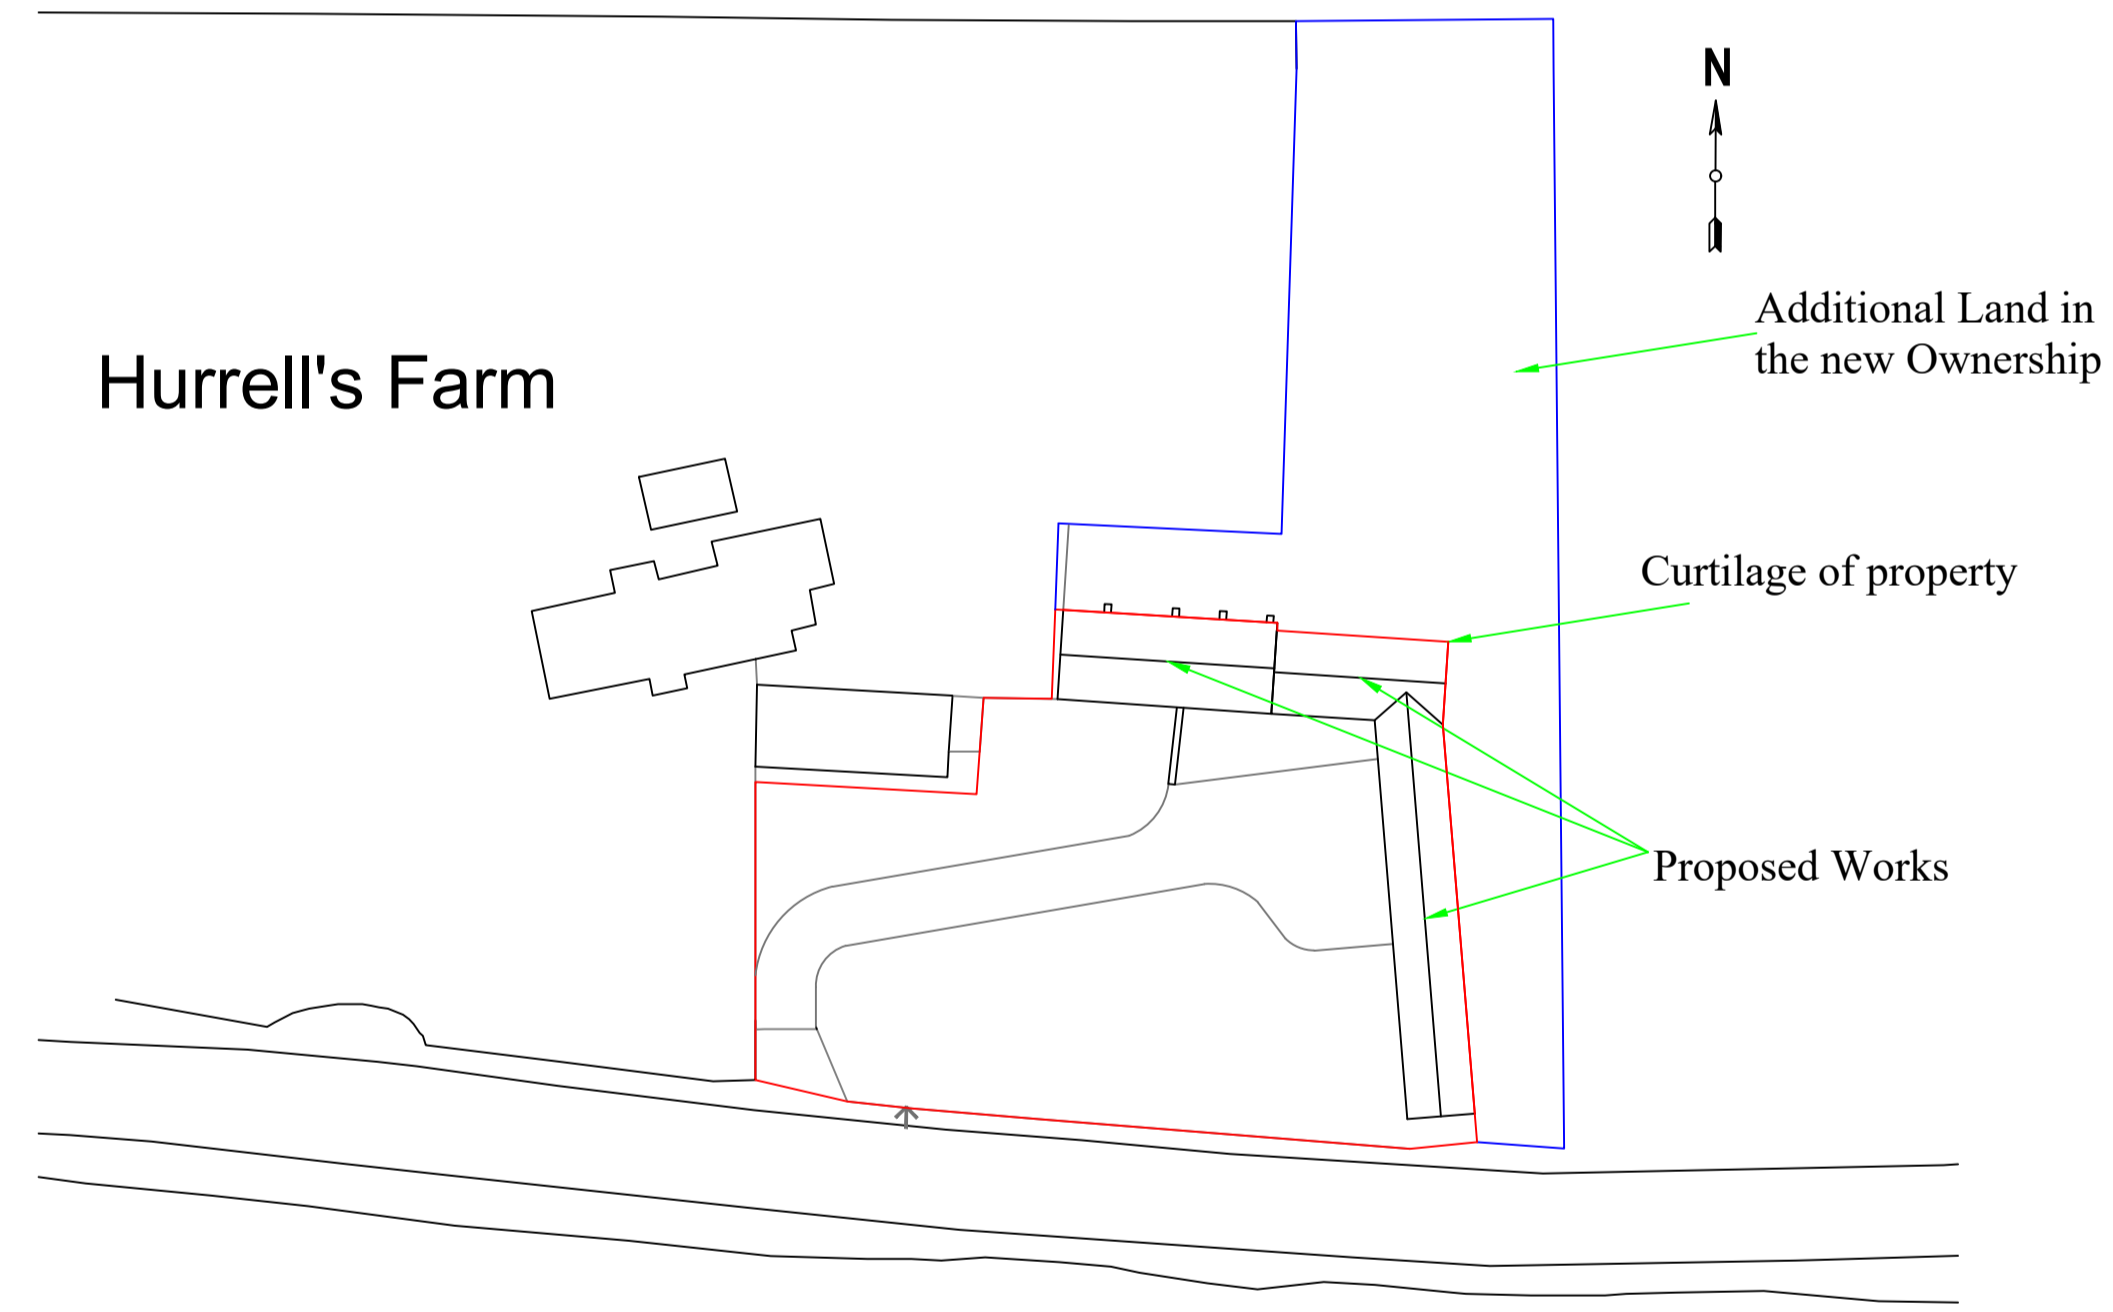 N
Additional Land in
the new Ownership
Hurrell's Farm
Curtilage of property
Proposed Works